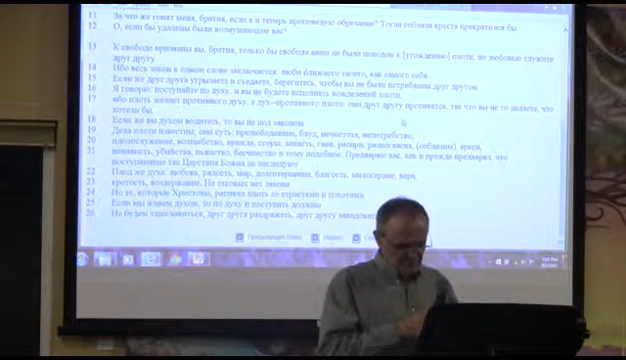 11 За что же гонят меня, братия, если я и теперь проповедую обрезание? Тогда соблазн креста прекратился бы.
12 О, если бы удалены были возмущающие вас!
13 К свободе призваны вы, братия, только бы свобода ваша не была поводом к [угождению] плоти, но любовью служите
друг другу.
14 Ибо весь закон в одном слове заключается: люби ближнего твоего, как самого себя.
15 Если же друг друга угрызаете и съедаете, берегитесь, чтобы вы не были истреблены друг другом.
16 Я говорю: поступайте по духу, и вы не будете исполнять вожделений плоти,
17 ибо плоть желает противного духу, а дух--противного плоти: они друг другу противятся, так что вы не то делаете, что
хотели бы.
18 Если же вы духом водитесь, то вы не под законом.
19 Дела плоти известны; они суть: прелюбодеяние, блуд, нечистота, непотребство,
20 идолослужение, волшебство, вражда, ссоры, зависть, гнев, распри, разногласия, (соблазны), ереси,
21 ненависть, убийства, пьянство, бесчинство и тому подобное. Предваряю вас, как и прежде предварял, что
поступающие так Царствия Божия не наследуют.
22 Плод же духа: любовь, радость, мир, долготерпение, благость, милосердие, вера,
23 кротость, воздержание. На таковых нет закона.
24 Но те, которые Христовы, распяли плоть со страстями и похотями.
25 Если мы живем духом, то по духу и поступать должны.
26 Не будем тщеславиться, друг друга раздражать, друг другу завидовать